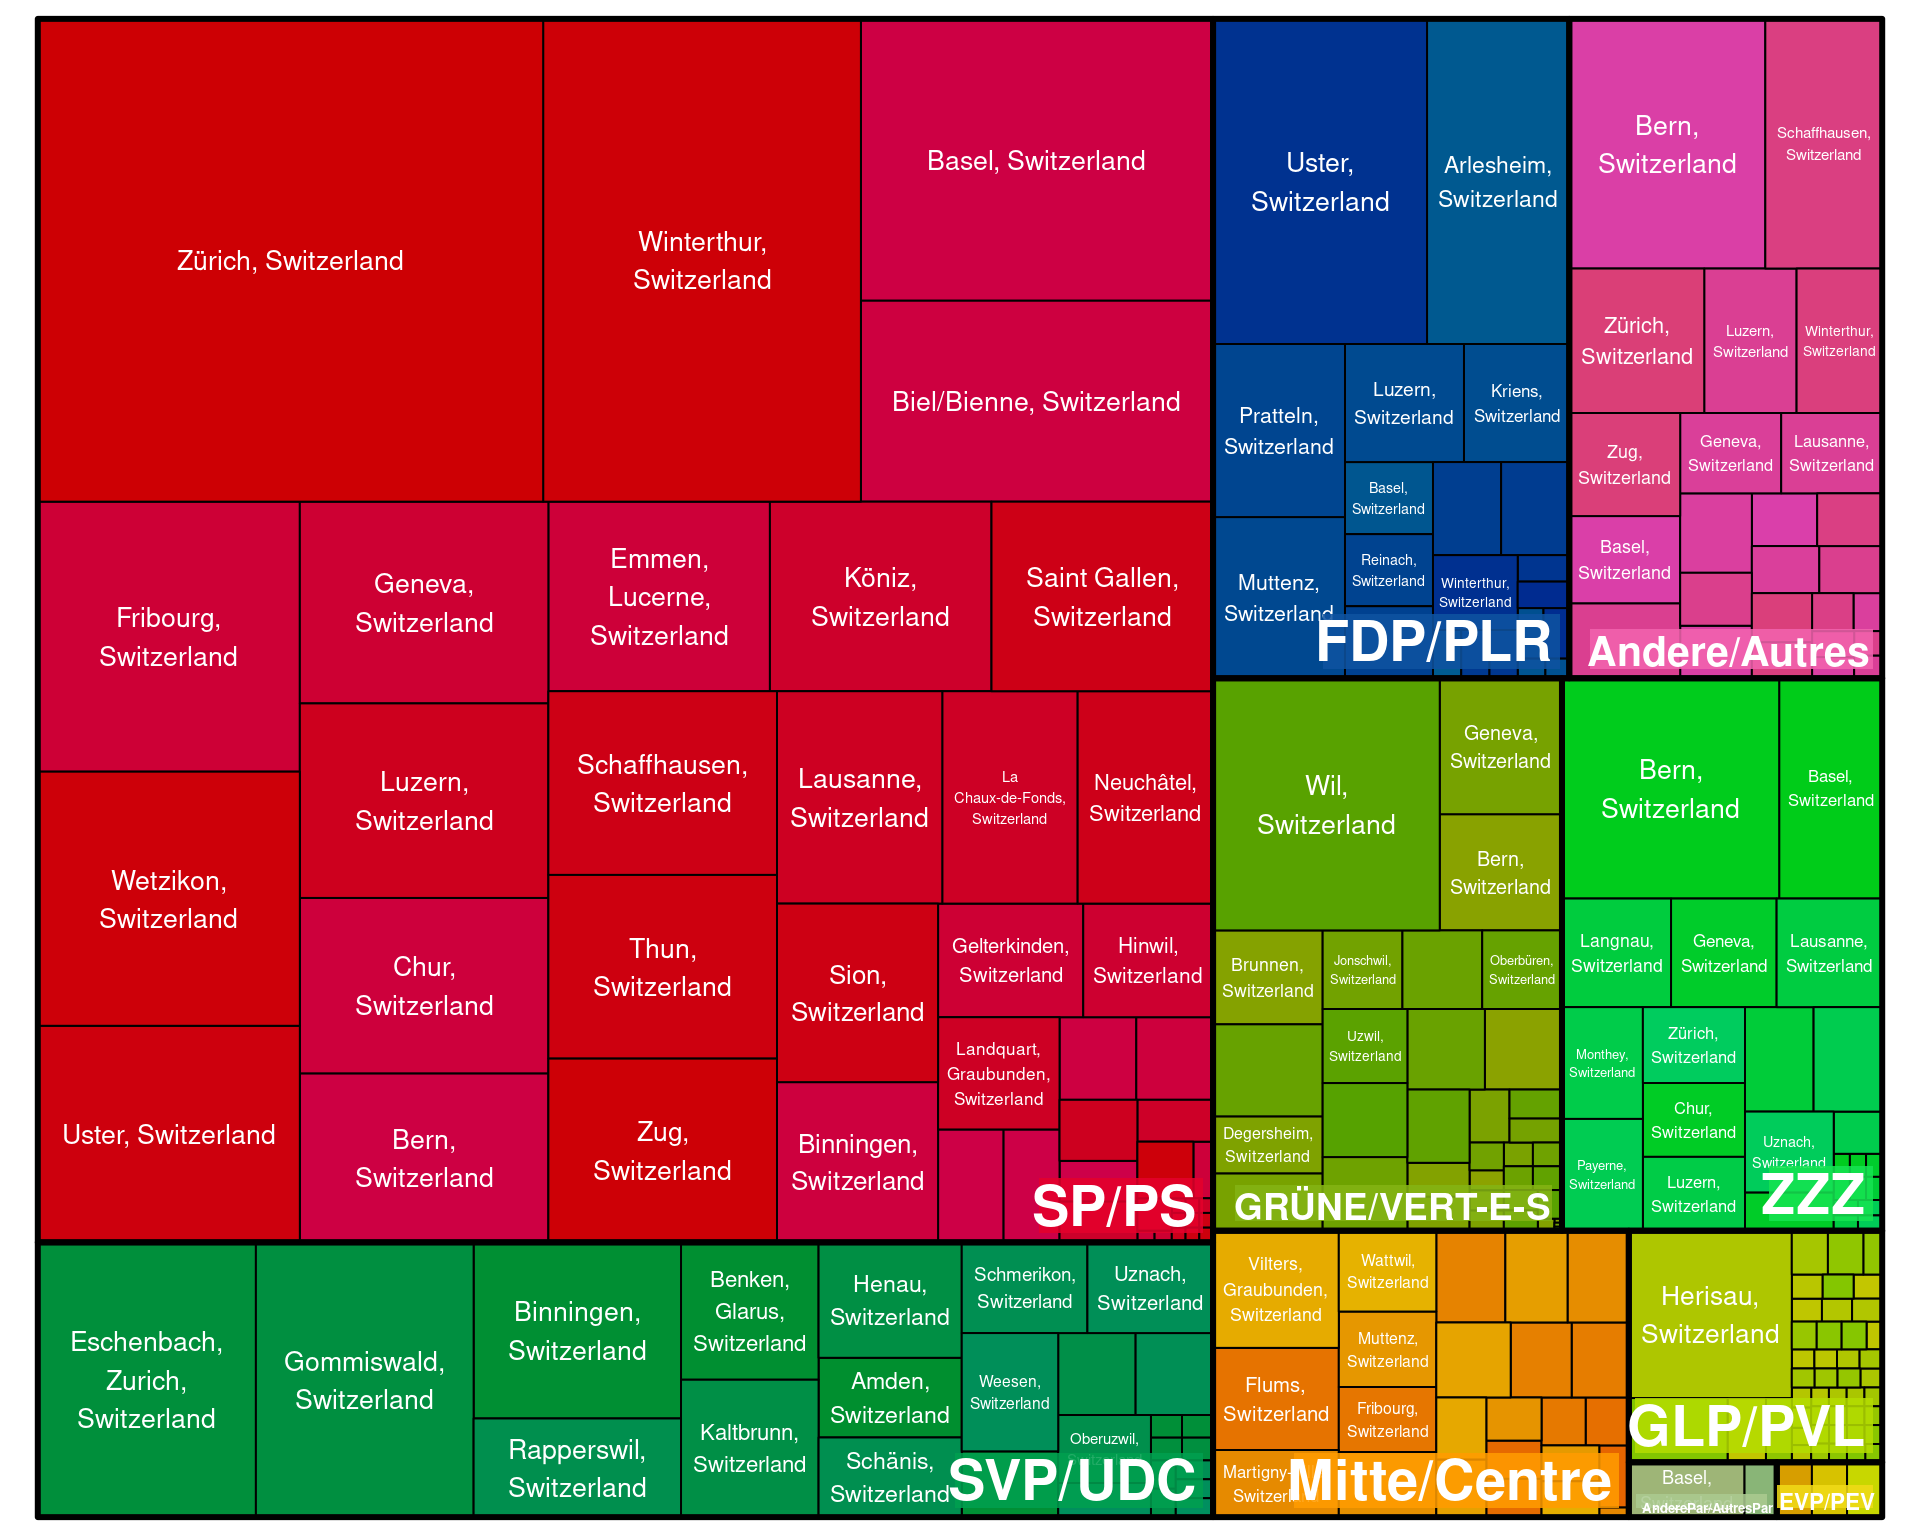 Zürich, Switzerland
Winterthur,
Switzerland
Basel, Switzerland
Biel/Bienne, Switzerland
Fribourg,
Switzerland
Geneva,
Switzerland
Emmen,
Lucerne,
Switzerland
Köniz,
Switzerland
Saint Gallen,
Switzerland
Wetzikon,
Switzerland
Luzern,
Switzerland
Schaffhausen,
Switzerland
Lausanne,
Switzerland
La
Chaux-de-Fonds,
Switzerland
Neuchâtel,
Switzerland
Chur,
Switzerland
Thun,
Switzerland
Sion,
Switzerland
Gelterkinden,
Switzerland
Hinwil,
Switzerland
Landquart,
Graubunden,
Switzerland
Uster, Switzerland
Bern,
Switzerland
Zug,
Switzerland
Binningen,
Switzerland
SP/PS
Eschenbach,
Zurich,
Switzerland
Gommiswald,
Switzerland
Binningen,
Switzerland
Rapperswil,
Switzerland
Benken,
Glarus,
Switzerland
Kaltbrunn,
Switzerland
Henau,
Switzerland
Amden,
Switzerland
Schänis,
Switzerland
Schmerikon,
Switzerland
Uznach,
Switzerland
Weesen,
Switzerland
Oberuzwil,
SVP/UDC
Uster,
Switzerland
Arlesheim,
Switzerland
Pratteln,
Switzerland
Luzern,
Switzerland
Kriens,
Switzerland
Basel,
Switzerland
Reinach,
Switzerland
Winterthur,
Switzerland
Muttenz,
Switzerland
FDP/PLR
Bern,
Switzerland
Schaffhausen,
Switzerland
Zürich,
Switzerland
Luzern,
Switzerland
Winterthur,
Switzerland
Zug,
Switzerland
Geneva,
Switzerland
Lausanne,
Switzerland
Basel,
Switzerland
Andere/Autres
Wil,
Switzerland
Geneva,
Switzerland
Bern,
Switzerland
Brunnen,
Switzerland
Jonschwil,
Switzerland
Oberbüren,
Switzerland
Uzwil,
Switzerland
Degersheim,
Switzerland
GRÜNE/VERT-E-S
Bern,
Switzerland
Basel,
Switzerland
Langnau,
Switzerland
Geneva,
Switzerland
Lausanne,
Switzerland
Monthey,
Switzerland
Zürich,
Switzerland
Chur,
Switzerland
Payerne,
Switzerland
Luzern,
Switzerland
Uznach,
Switzerland
ZZZ
Vilters,
Graubunden,
Switzerland
Wattwil,
Switzerland
Muttenz,
Switzerland
Flums,
Switzerland
Fribourg,
Switzerland
Mitte/Centre
Herisau,
Switzerland
GLP/PVL
Basel,
AnderePar/AutresPar
EVP/PEV